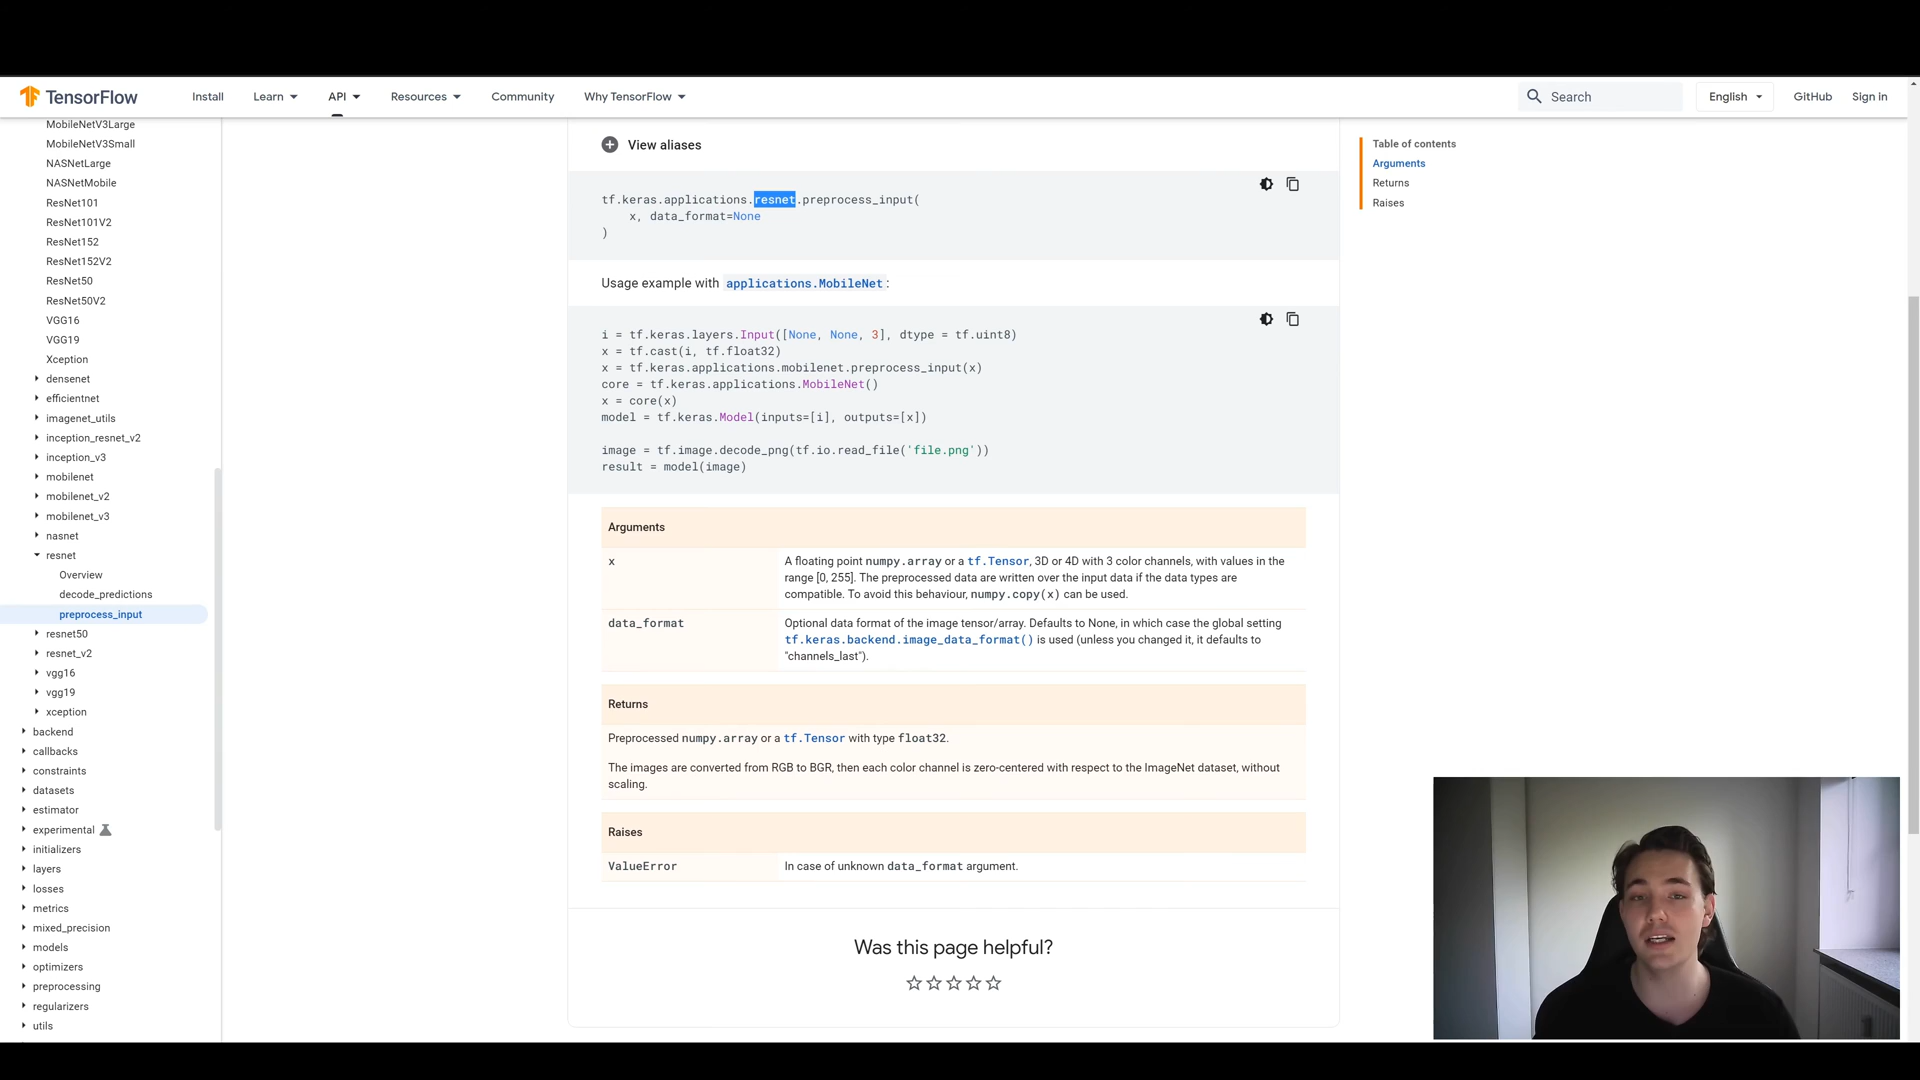 TensorFlow
Install
Learn
API
Resources
Community
Why TensorFlow
Search
English
GitHub
Sign in
MobileNetV3Large
MobileNetV3Small
NASNetLarge
NASNetMobile
ResNet101
ResNet101V2
ResNet152
ResNet152V2
ResNet50
ResNet50V2
VGG16
VGG19
Xception
densenet
efficientnet
imagenet_utils
inception_resnet_v2
inception_v3
mobilenet
mobilenet_v2
mobilenet_v3
nasnet
resnet
Overview
decode_predictions
preprocess_input
resnet50
resnet_v2
vgg16
vgg19
xception
backend
callbacks
constraints
datasets
estimator
experimental
initializers
layers
losses
metrics
mixed_precision
models
optimizers
preprocessing
regularizers
utils
View aliases
tf.keras.applications.resnet.preprocess_input(
x, data_format=None
)
Usage example with applications.MobileNet:
i = tf.keras.layers.Input([None, None, 3], dtype = tf.uint8)
x = tf.cast(i, tf.float32)
x = tf.keras.applications.mobilenet.preprocess_input(x)
core = tf.keras.applications.MobileNet()
x = core(x)
model = tf.keras.Model(inputs=[i], outputs=[x])
image = tf.image.decode_png(tf.io.read_file('file.png'))
result = model(image)
Arguments
x
A floating point numpy.array or a tf.Tensor, 3D or 4D with 3 color channels, with values in the
range [0, 255]. The preprocessed data are written over the input data if the data types are
compatible. To avoid this behaviour, numpy.copy(x) can be used.
data_format
Optional data format of the image tensor/array. Defaults to None, in which case the global setting
tf.keras.backend.image_data_format() is used (unless you changed it, it defaults to
"channels_last").
Returns
Preprocessed numpy.array or a tf.Tensor with type float32.
The images are converted from RGB to BGR, then each color channel is zero-centered with respect to the ImageNet dataset, without
scaling.
Raises
ValueError
In case of unknown data_format argument.
Was this page helpful?
Table of contents
Arguments
Returns
Raises